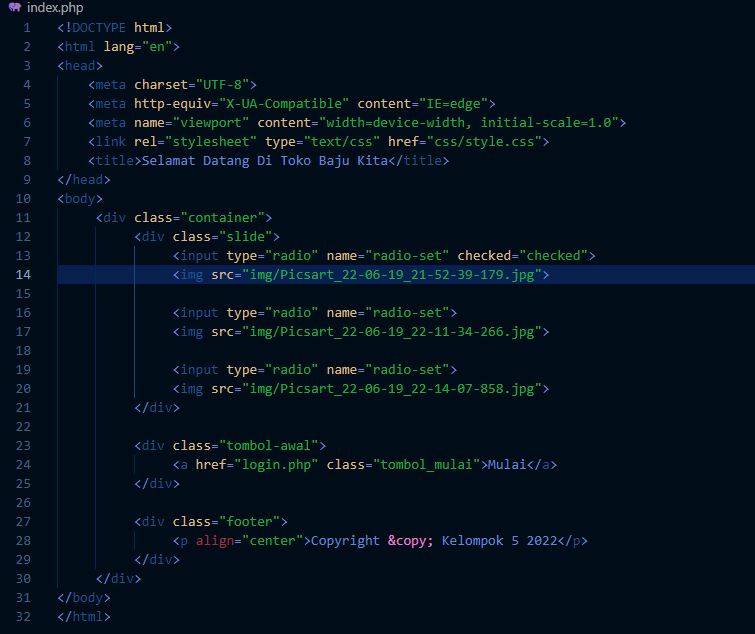 index.php
1 <!DOCTYPE html>
2 <html lang="en">
3 <head>
4     <meta charset="UTF-8">
5     <meta http-equiv="X-UA-Compatible" content="IE=edge">
6     <meta name="viewport" content="width=device-width, initial-scale=1.0">
7     <link rel="stylesheet" type="text/css" href="css/style.css">
8     <title>Selamat Datang Di Toko Baju Kita</title>
9 </head>
10 <body>
11      <div class="container">
12           <div class="slide">
13                <input type="radio" name="radio-set" checked="checked">
14                <img src="img/Picsart_22-06-19_21-52-39-179.jpg">
15
16                <input type="radio" name="radio-set">
17                <img src="img/Picsart_22-06-19_22-11-34-266.jpg">
18
19                <input type="radio" name="radio-set">
20                <img src="img/Picsart_22-06-19_22-14-07-858.jpg">
21           </div>
22
23           <div class="tombol-awal">
24                <a href="login.php" class="tombol_mulai">Mulai</a>
25           </div>
26
27           <div class="footer">
28                <p align="center">Copyright &copy; Kelompok 5 2022</p>
29           </div>
30      </div>
31 </body>
32 </html>